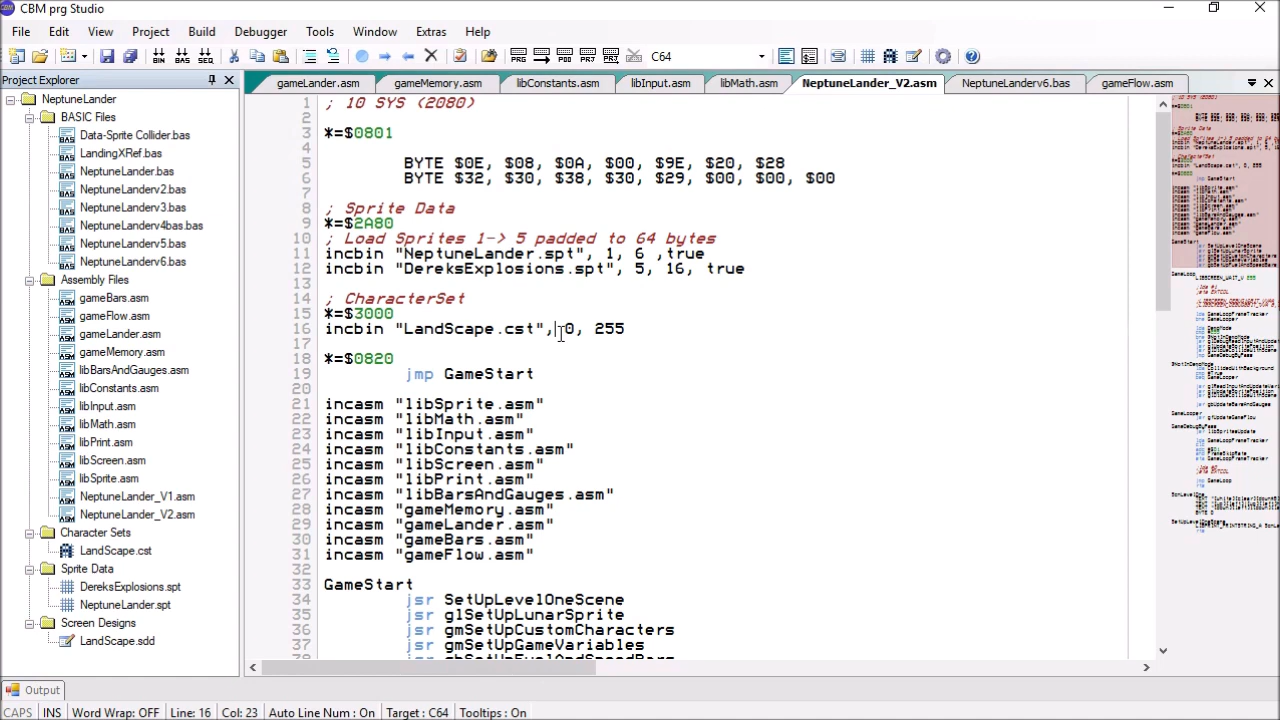 CBM prg Studio
File Edit View Project Build Debugger Tools Window Extras Help
C64
Project Explorer
gameLander.asm gameMemory.asm libConstants.asm libInput.asm libMath.asm NeptuneLander_V2.asm NeptuneLanderv6.bas gameFlow.asm
NeptuneLander
BASIC Files
Data-Sprite Collider.bas
LandingXRef.bas
NeptuneLander.bas
NeptuneLanderv2.bas
NeptuneLanderv3.bas
NeptuneLanderv4bas.bas
NeptuneLanderv5.bas
NeptuneLanderv6.bas
Assembly Files
gameBars.asm
gameFlow.asm
gameLander.asm
gameMemory.asm
libBarsAndGauges.asm
libConstants.asm
libInput.asm
libMath.asm
libPrint.asm
libScreen.asm
libSprite.asm
NeptuneLander_V1.asm
NeptuneLander_V2.asm
Character Sets
LandScape.cst
Sprite Data
DereksExplosions.spt
NeptuneLander.spt
Screen Designs
LandScape.sdd
1 ; 10 SYS (2080)
2
3 *=$0801
4
5 BYTE $0E, $08, $0A, $00, $9E, $20, $28
6 BYTE $32, $30, $38, $30, $29, $00, $00, $00
7
8 ; Sprite Data
9 *=$2A80
10 ; Load Sprites 1-> 5 padded to 64 bytes
11 incbin "NeptuneLander.spt", 1, 6 ,true
12 incbin "DereksExplosions.spt", 5, 16, true
13
14 ; CharacterSet
15 *=$3000
16 incbin "LandScape.cst", 0, 255
17
18 *=$0820
19 jmp GameStart
20
21 incasm "libSprite.asm"
22 incasm "libMath.asm"
23 incasm "libInput.asm"
24 incasm "libConstants.asm"
25 incasm "libScreen.asm"
26 incasm "libPrint.asm"
27 incasm "libBarsAndGauges.asm"
28 incasm "gameMemory.asm"
29 incasm "gameLander.asm"
30 incasm "gameBars.asm"
31 incasm "gameFlow.asm"
32
33 GameStart
34 jsr SetUpLevelOneScene
35 jsr glSetUpLunarSprite
36 jsr gmSetUpCustomCharacters
37 jsr gmSetUpGameVariables
38 jsr gbSetUpFuelAndSpeedBars
Output
CAPS INS Word Wrap: OFF Line: 16 Col: 23 Auto Line Num : On Target : C64 Tooltips : On